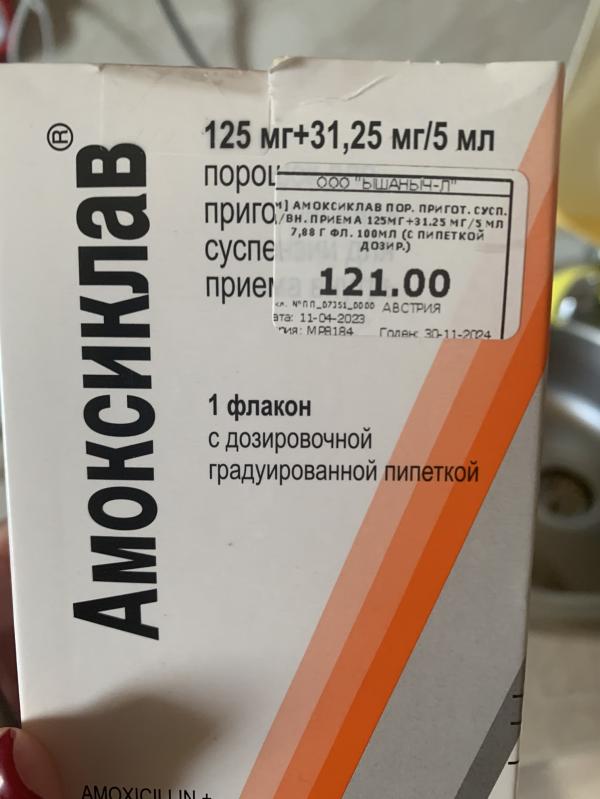 Амоксиклав®
125 мг+31,25 мг/5 мл
ООО "ЫШАНЫЧ-Л"
АМОКСИКЛАВ ПОР. ПРИГОТ. СУСП.
/ВН. ПРИЕМА 125МГ+31.25 МГ/5 МЛ
7,88 Г ФЛ. 100МЛ (С ПИПЕТКОЙ
ДОЗИР.)
121.00
№ПП_07351_0000 АВСТРИЯ
11-04-2023
МР8184 Годен: 30-11-2024
1 флакон
с дозировочной
градуированной пипеткой
AMOXICILLIN +